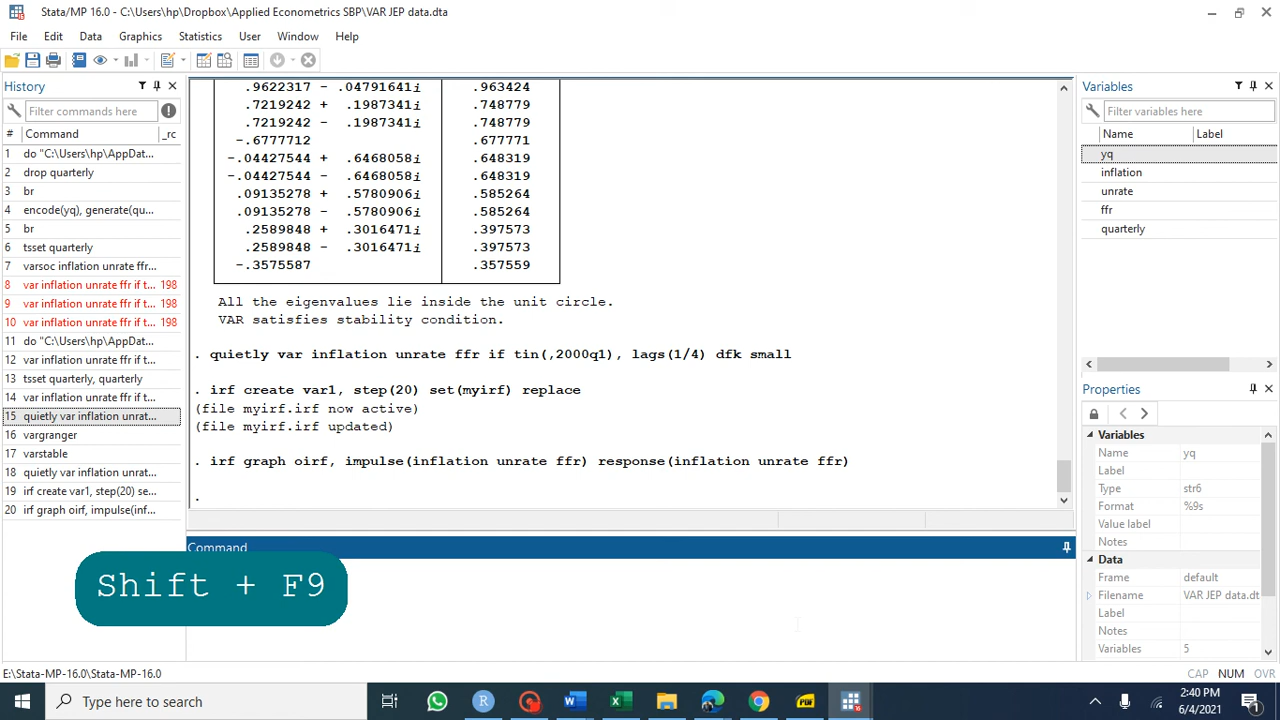 Stata/MP 16.0 - C:\Users\hp\Dropbox\Applied Econometrics SBP\VAR JEP data.dta
File Edit Data Graphics Statistics User Window Help
History
Filter commands here
# Command _rc
1 do "C:\Users\hp\AppDat...
2 drop quarterly
3 br
4 encode(yq), generate(qu...
5 br
6 tsset quarterly
7 varsoc inflation unrate ffr...
8 var inflation unrate ffr if t... 198
9 var inflation unrate ffr if t... 198
10 var inflation unrate ffr if t... 198
11 do "C:\Users\hp\AppDat...
12 var inflation unrate ffr if t...
13 tsset quarterly, quarterly
14 var inflation unrate ffr if t...
15 quietly var inflation unrat...
16 vargranger
17 varstable
18 quietly var inflation unrat...
19 irf create var1, step(20) se...
20 irf graph oirf, impulse(inf...
.9622317 - .04791641i .963424
.7219242 + .1987341i .748779
.7219242 - .1987341i .748779
-.6777712 .677771
-.04427544 + .6468058i .648319
-.04427544 - .6468058i .648319
.09135278 + .5780906i .585264
.09135278 - .5780906i .585264
.2589848 + .3016471i .397573
.2589848 - .3016471i .397573
-.3575587 .357559
All the eigenvalues lie inside the unit circle.
VAR satisfies stability condition.
. quietly var inflation unrate ffr if tin(,2000q1), lags(1/4) dfk small
. irf create var1, step(20) set(myirf) replace
(file myirf.irf now active)
(file myirf.irf updated)
. irf graph oirf, impulse(inflation unrate ffr) response(inflation unrate ffr)
.
Command
Shift + F9
Variables
Filter variables here
Name Label
yq
inflation
unrate
ffr
quarterly
Properties
Variables
Name yq
Label
Type str6
Format %9s
Value label
Notes
Data
Frame default
Filename VAR JEP data.dt
Label
Notes
Variables 5
E:\Stata-MP-16.0\Stata-MP-16.0
CAP NUM OVR
Type here to search
2:40 PM
6/4/2021
1